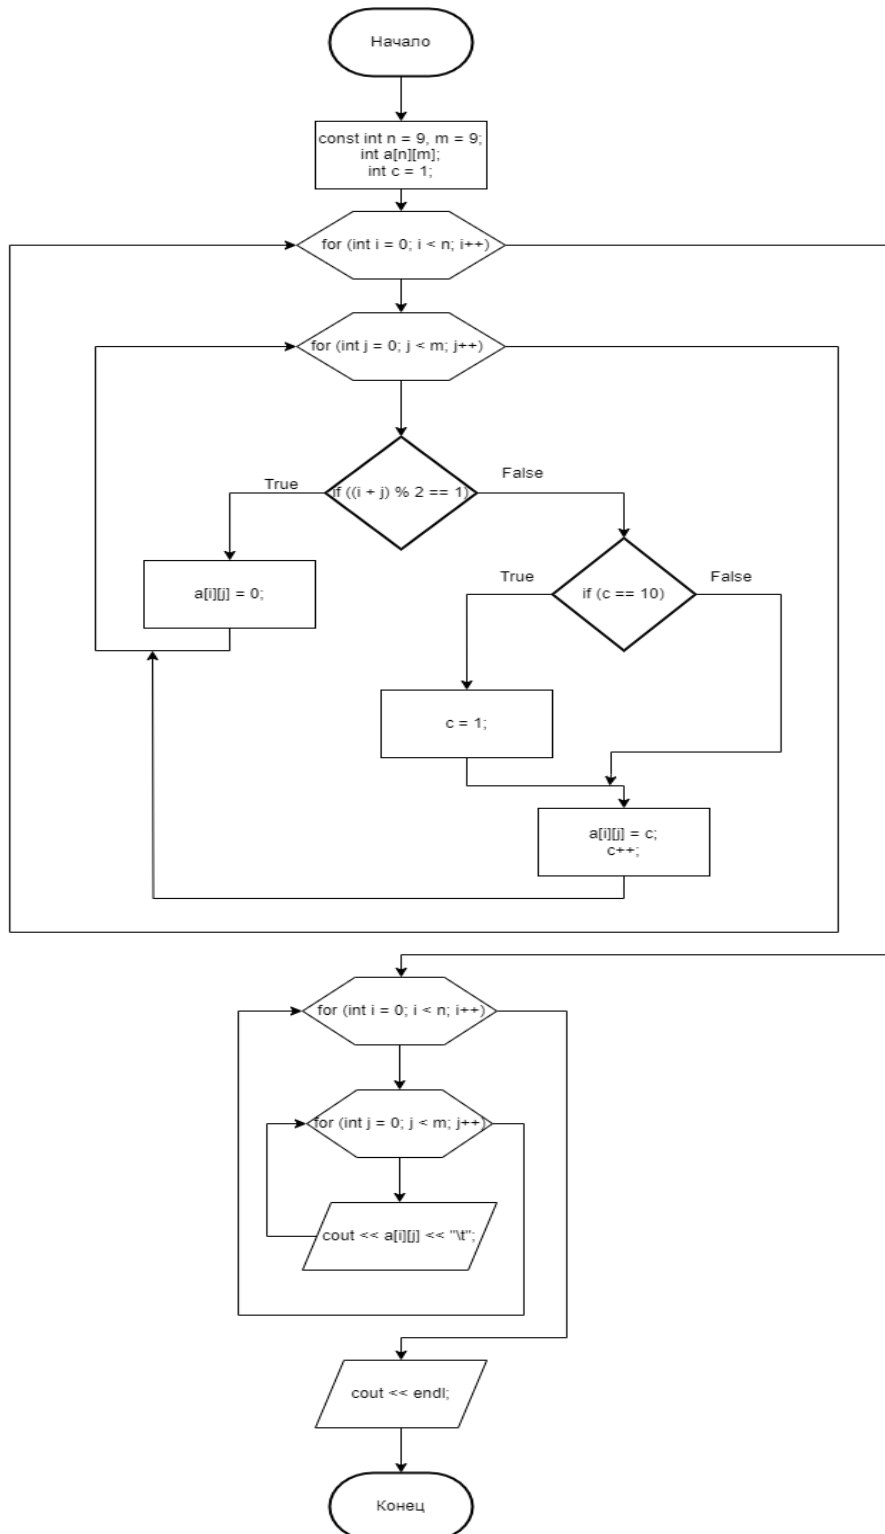 Начало
const int n = 9, m = 9;
int a[n][m];
int c = 1;
for (int i = 0; i < n; i++)
for (int j = 0; j < m; j++)
if ((i + j) % 2 == 1)
True
False
a[i][j] = 0;
if (c == 10)
True
False
c = 1;
a[i][j] = c;
c++;
for (int i = 0; i < n; i++)
for (int j = 0; j < m; j++)
cout << a[i][j] << "\t";
cout << endl;
Конец